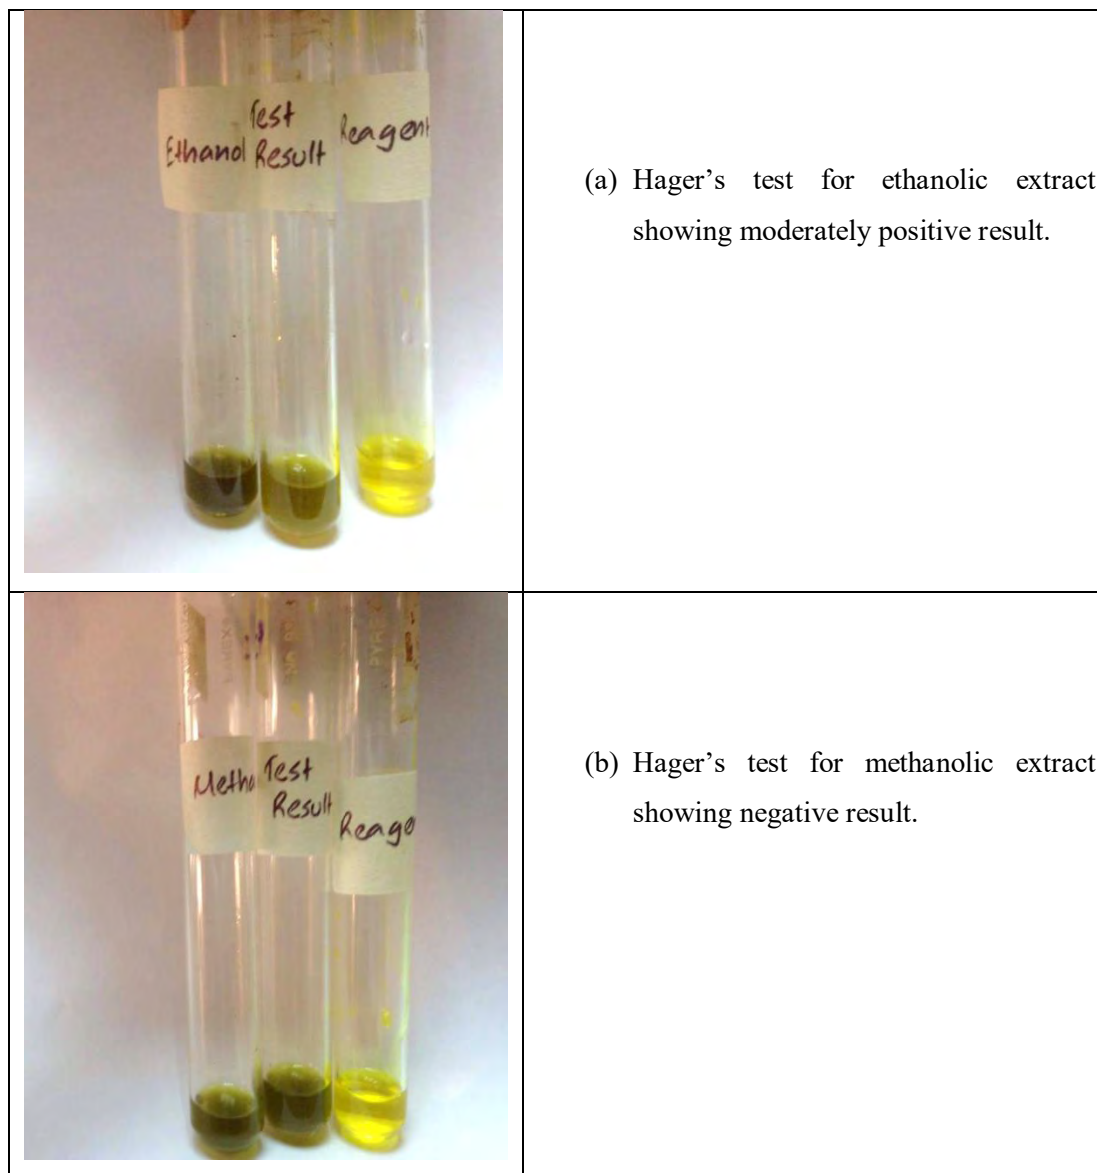 Ethanol
Test
Result
Reagent
(a) Hager’s test for ethanolic extract
showing moderately positive result.
PYREX
Metha
Test
Result
Reage
(b) Hager’s test for methanolic extract
showing negative result.